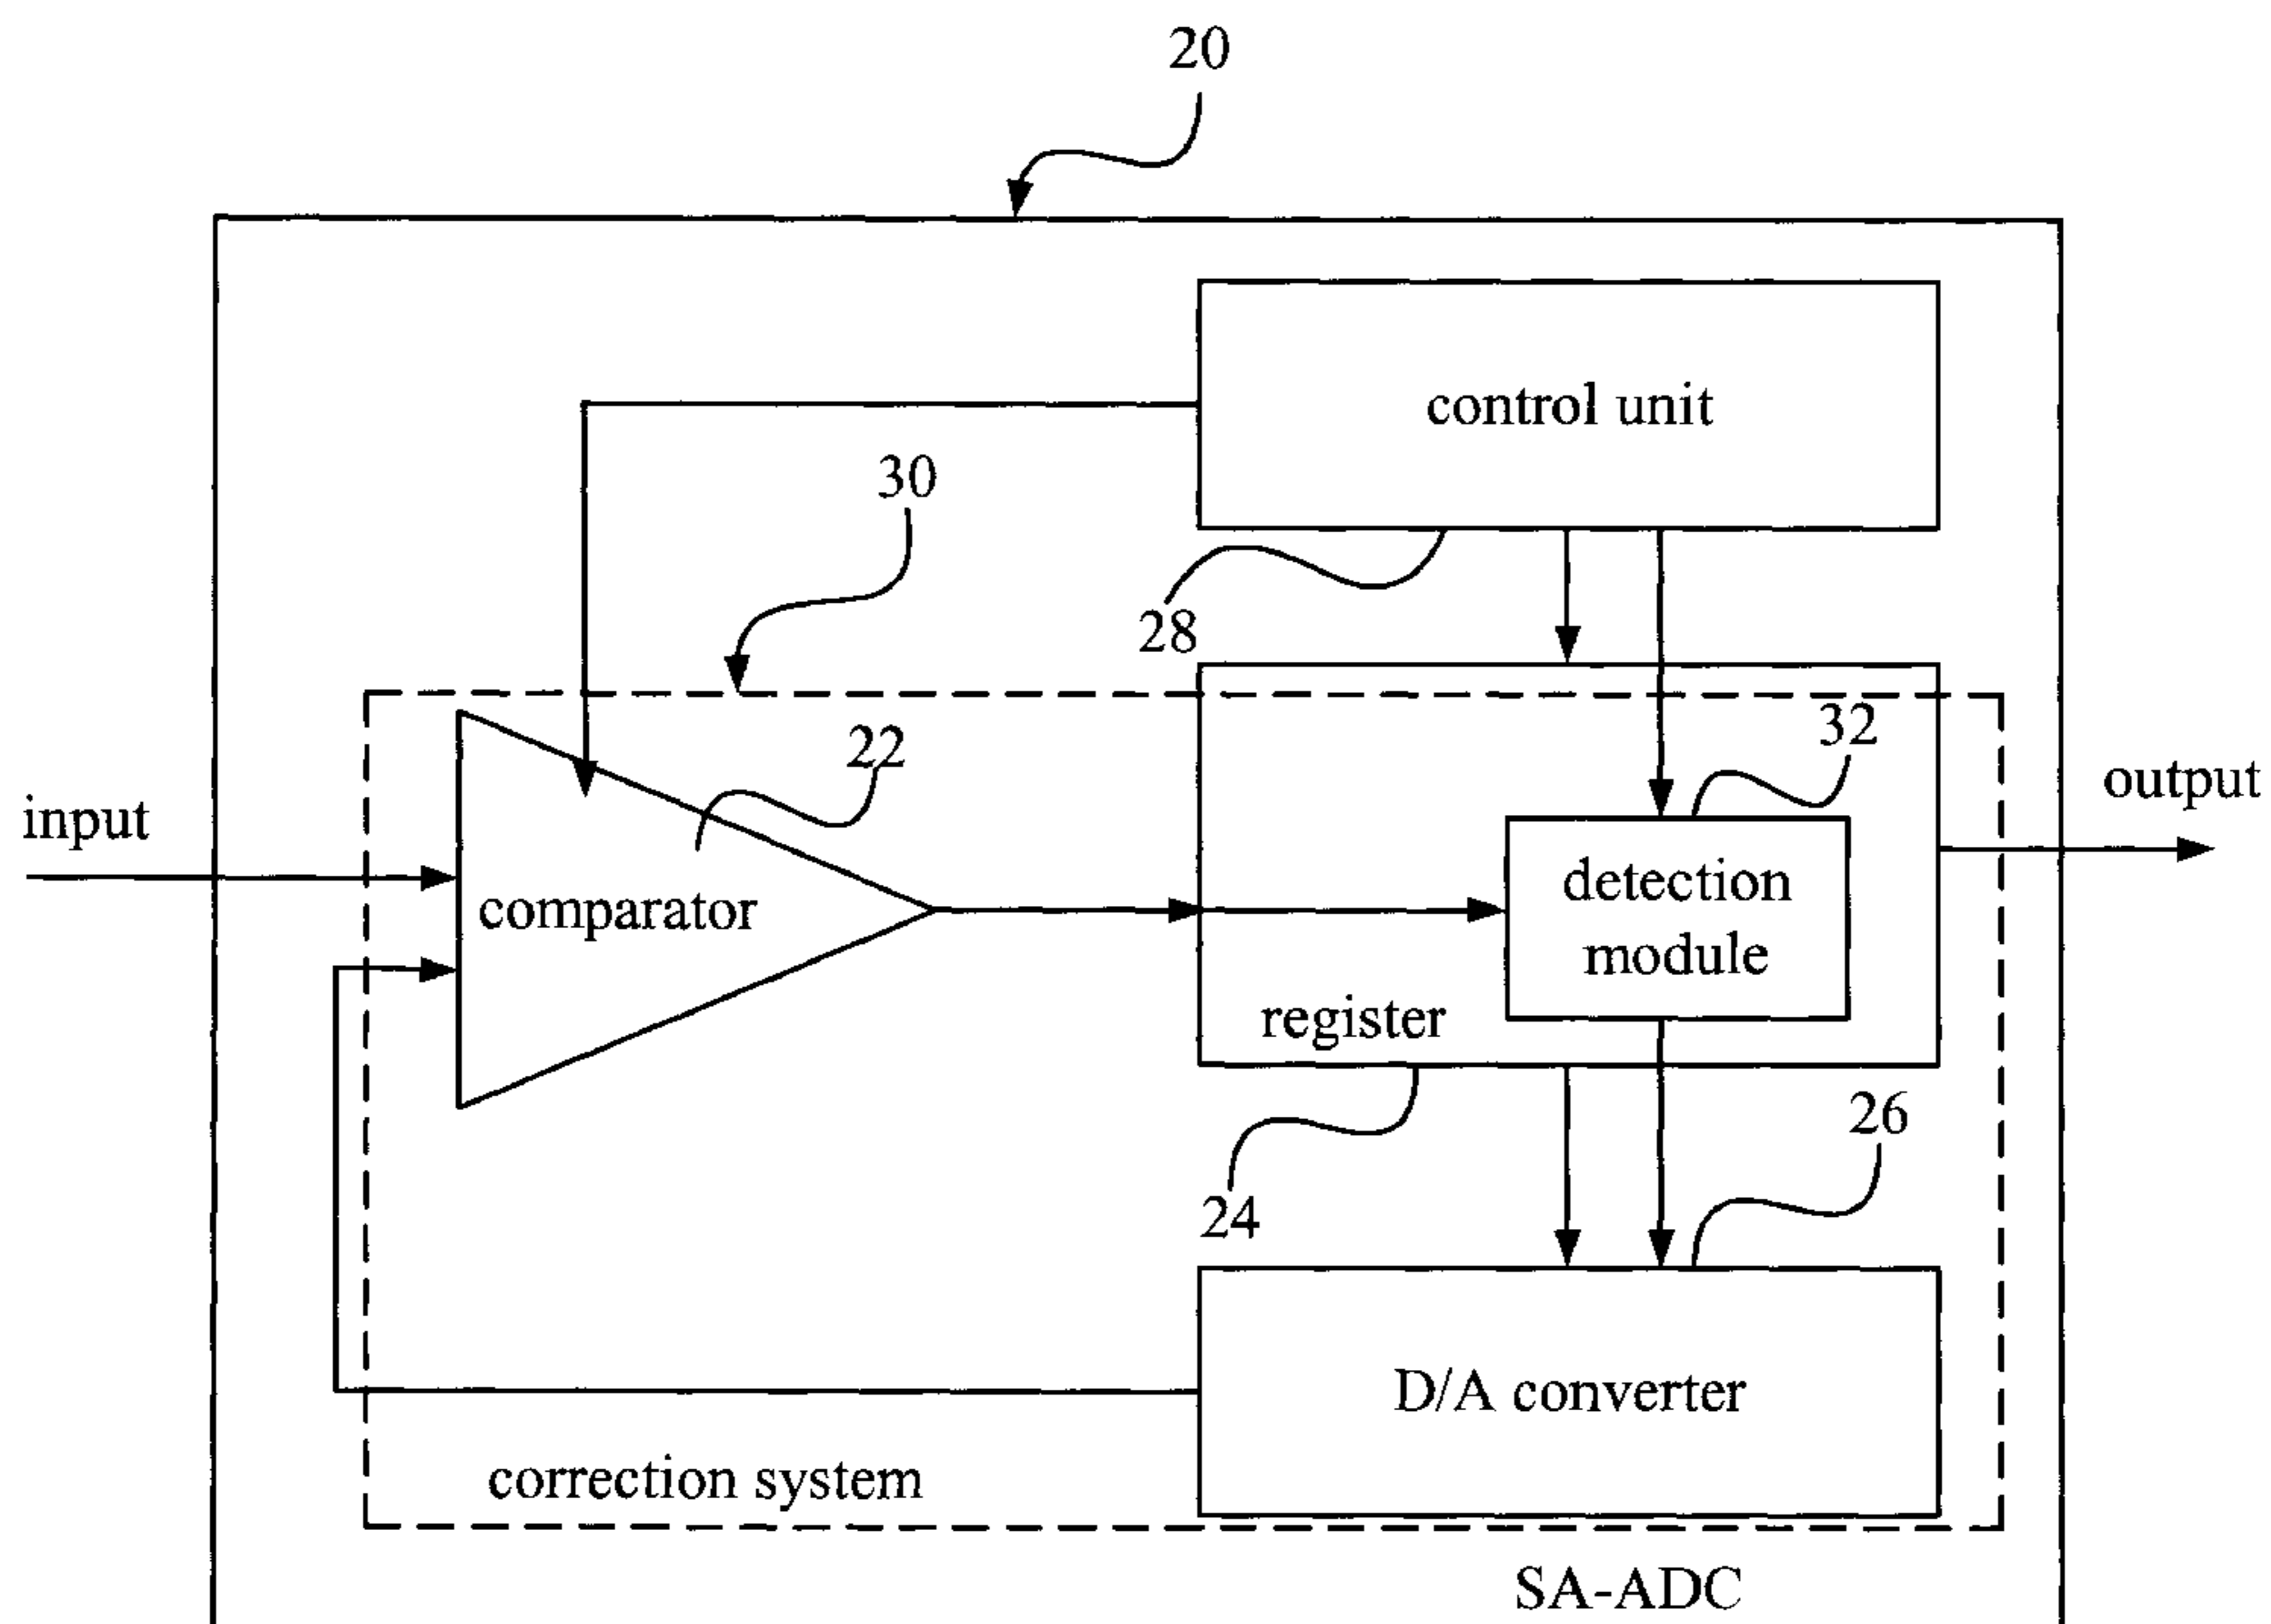 20
control unit
30
28
22
32
output
input
detection
module
comparator
register
26
24
D/A converter
correction system
SA-ADC